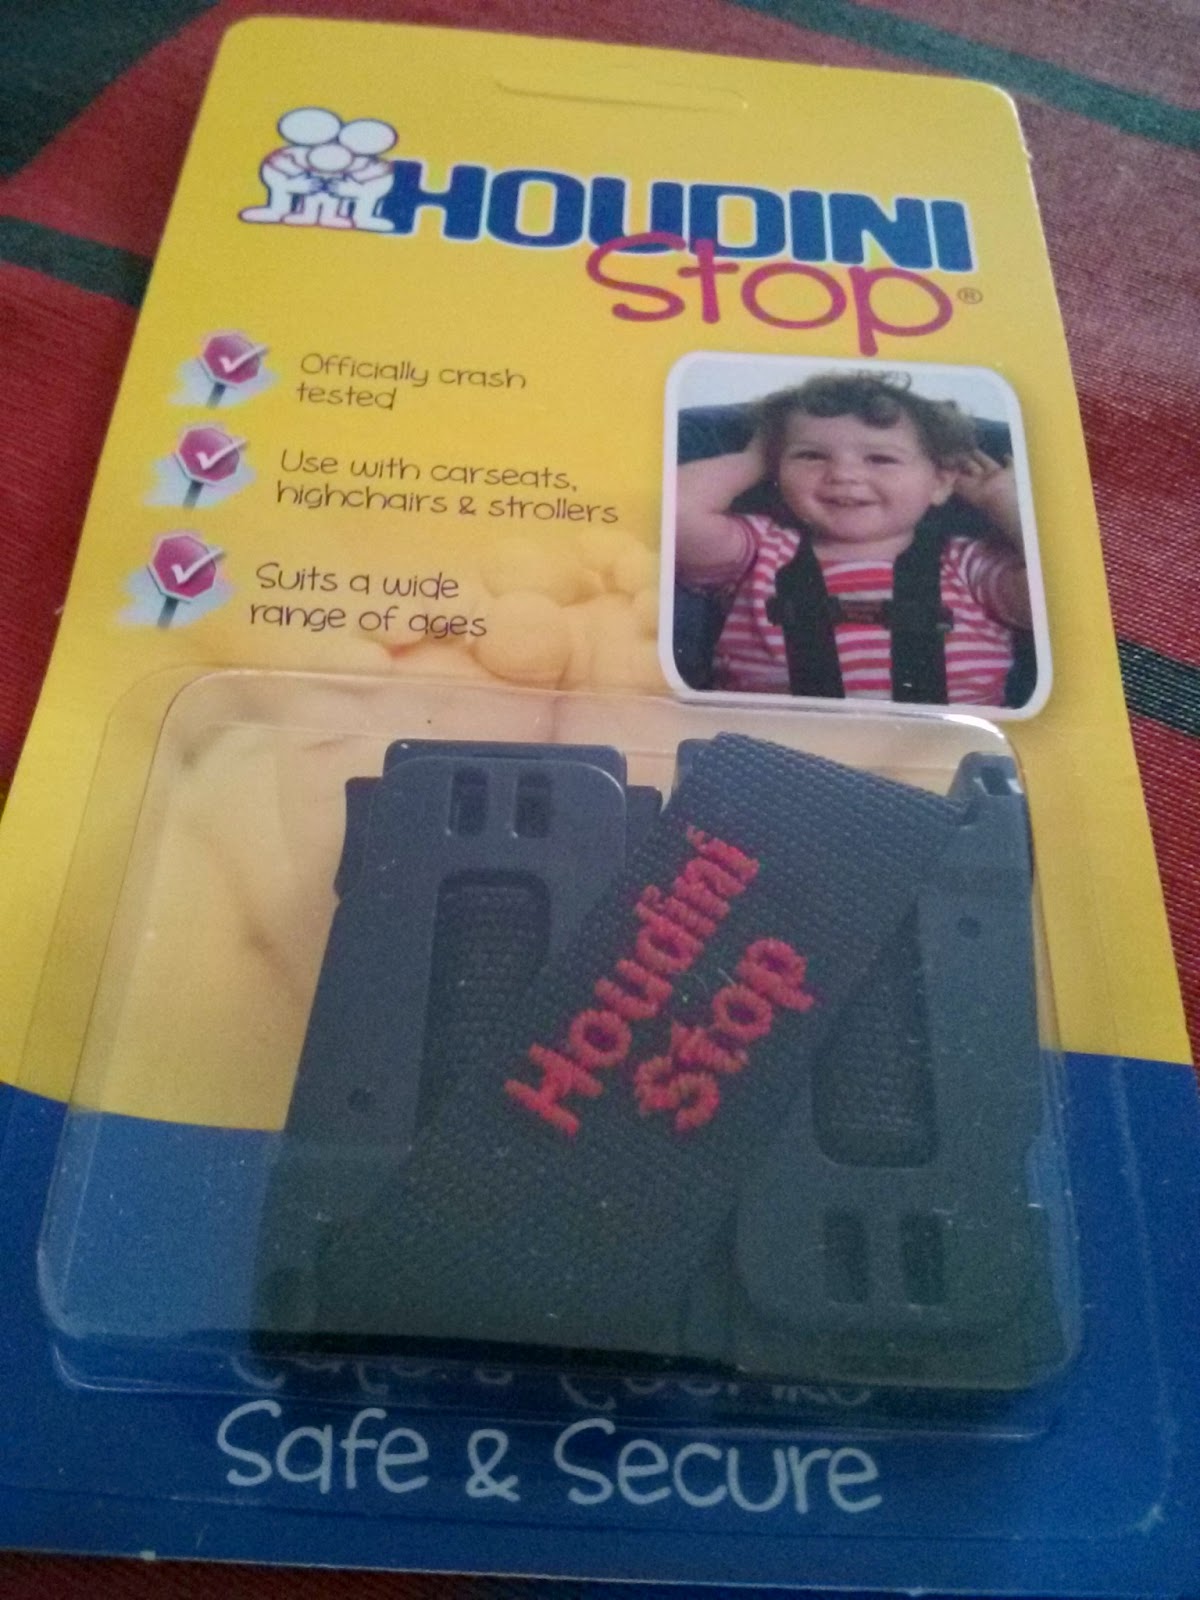 HOUDINI
Stop®
Officially crash
tested
Use with carseats,
highchairs & strollers
Suits a wide
range of ages
Houdini
Stop
Safe & Secure